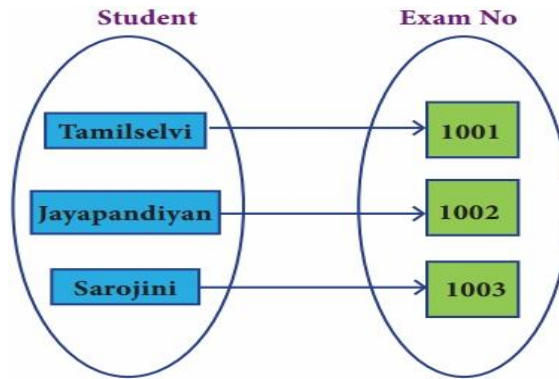 Student Exam No
Tamilselvi 1001
Jayapandiyan 1002
Sarojini 1003